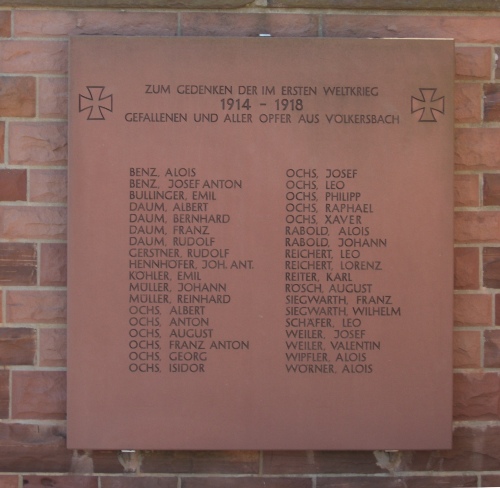 ZUM GEDENKEN DER IM ERSTEN WELTKRIEG
1914 - 1918
GEFALLENEN UND ALLER OPFER AUS VÖLKERSBACH
BENZ, ALOIS
BENZ, JOSEF ANTON
BULLINGER, EMIL
DAUM, ALBERT
DAUM, BERNHARD
DAUM, FRANZ
DAUM, RUDOLF
GERSTNER, RUDOLF
HENNHÖFER, JOH. ANT.
KÖHLER, EMIL
MÜLLER, JOHANN
MÜLLER, REINHARD
OCHS, ALBERT
OCHS, ANTON
OCHS, AUGUST
OCHS, FRANZ ANTON
OCHS, GEORG
OCHS, ISIDOR
OCHS, JOSEF
OCHS, LEO
OCHS, PHILIPP
OCHS, RAPHAEL
OCHS, XAVER
RABOLD, ALOIS
RABOLD, JOHANN
REICHERT, LEO
REICHERT, LORENZ
REITER, KARL
RÖSCH, AUGUST
SIEGWARTH, FRANZ
SIEGWARTH, WILHELM
SCHÄFER, LEO
WEILER, JOSEF
WEILER, VALENTIN
WIPFLER, ALOIS
WÖRNER, ALOIS